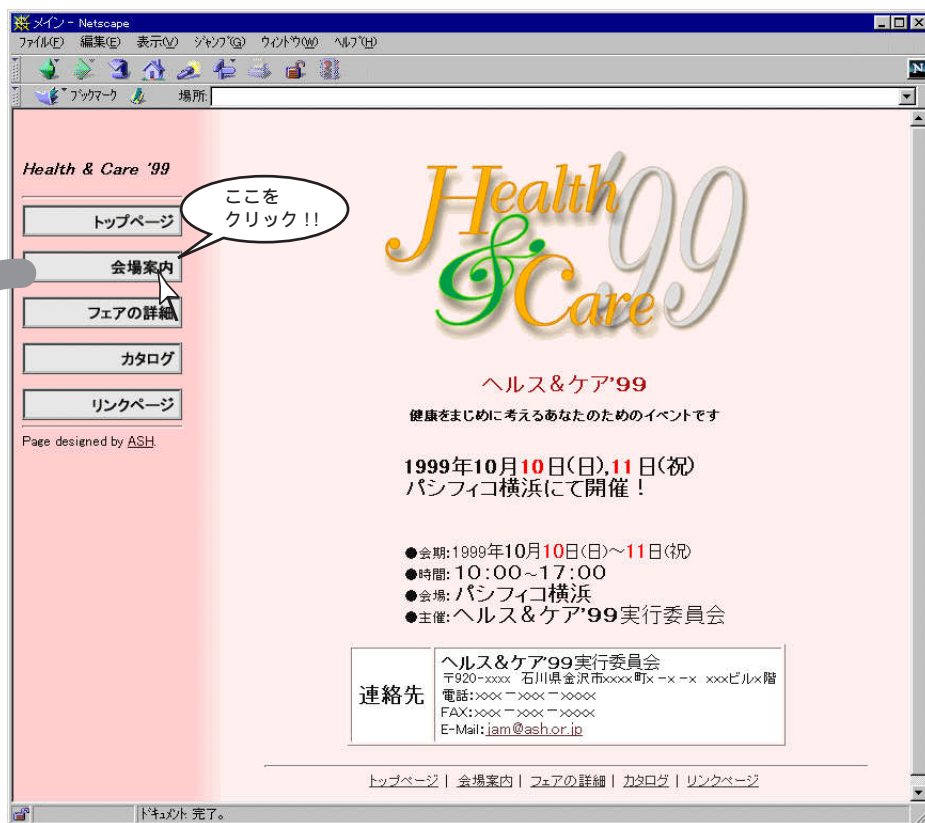 メイン - Netscape
ファイル(F) 編集(E) 表示(V) ジャンプ(G) ウィンドウ(W) ヘルプ(H)
N
ブックマーク 場所:
Health & Care '99
ここを
クリック!!
トップページ
会場案内
フェアの詳細
カタログ
リンクページ
Page designed by ASH.
Health
& Care '99
ヘルス&ケア'99
健康をまじめに考えるあなたのためのイベントです
1999年10月10日(日),11日(祝)
パシフィコ横浜にて開催!
●会期:1999年10月10日(日)~11日(祝)
●時間:10:00~17:00
●会場:パシフィコ横浜
●主催:ヘルス&ケア'99実行委員会
連絡先
ヘルス&ケア'99実行委員会
〒920-xxxx 石川県金沢市xxxx町x-x-x xxxビルx階
電話:xxx-xxx-xxxx
FAX:xxx-xxx-xxxx
E-Mail:jam@ash.or.jp
トップページ | 会場案内 | フェアの詳細 | カタログ | リンクページ
ドキュメント: 完了。